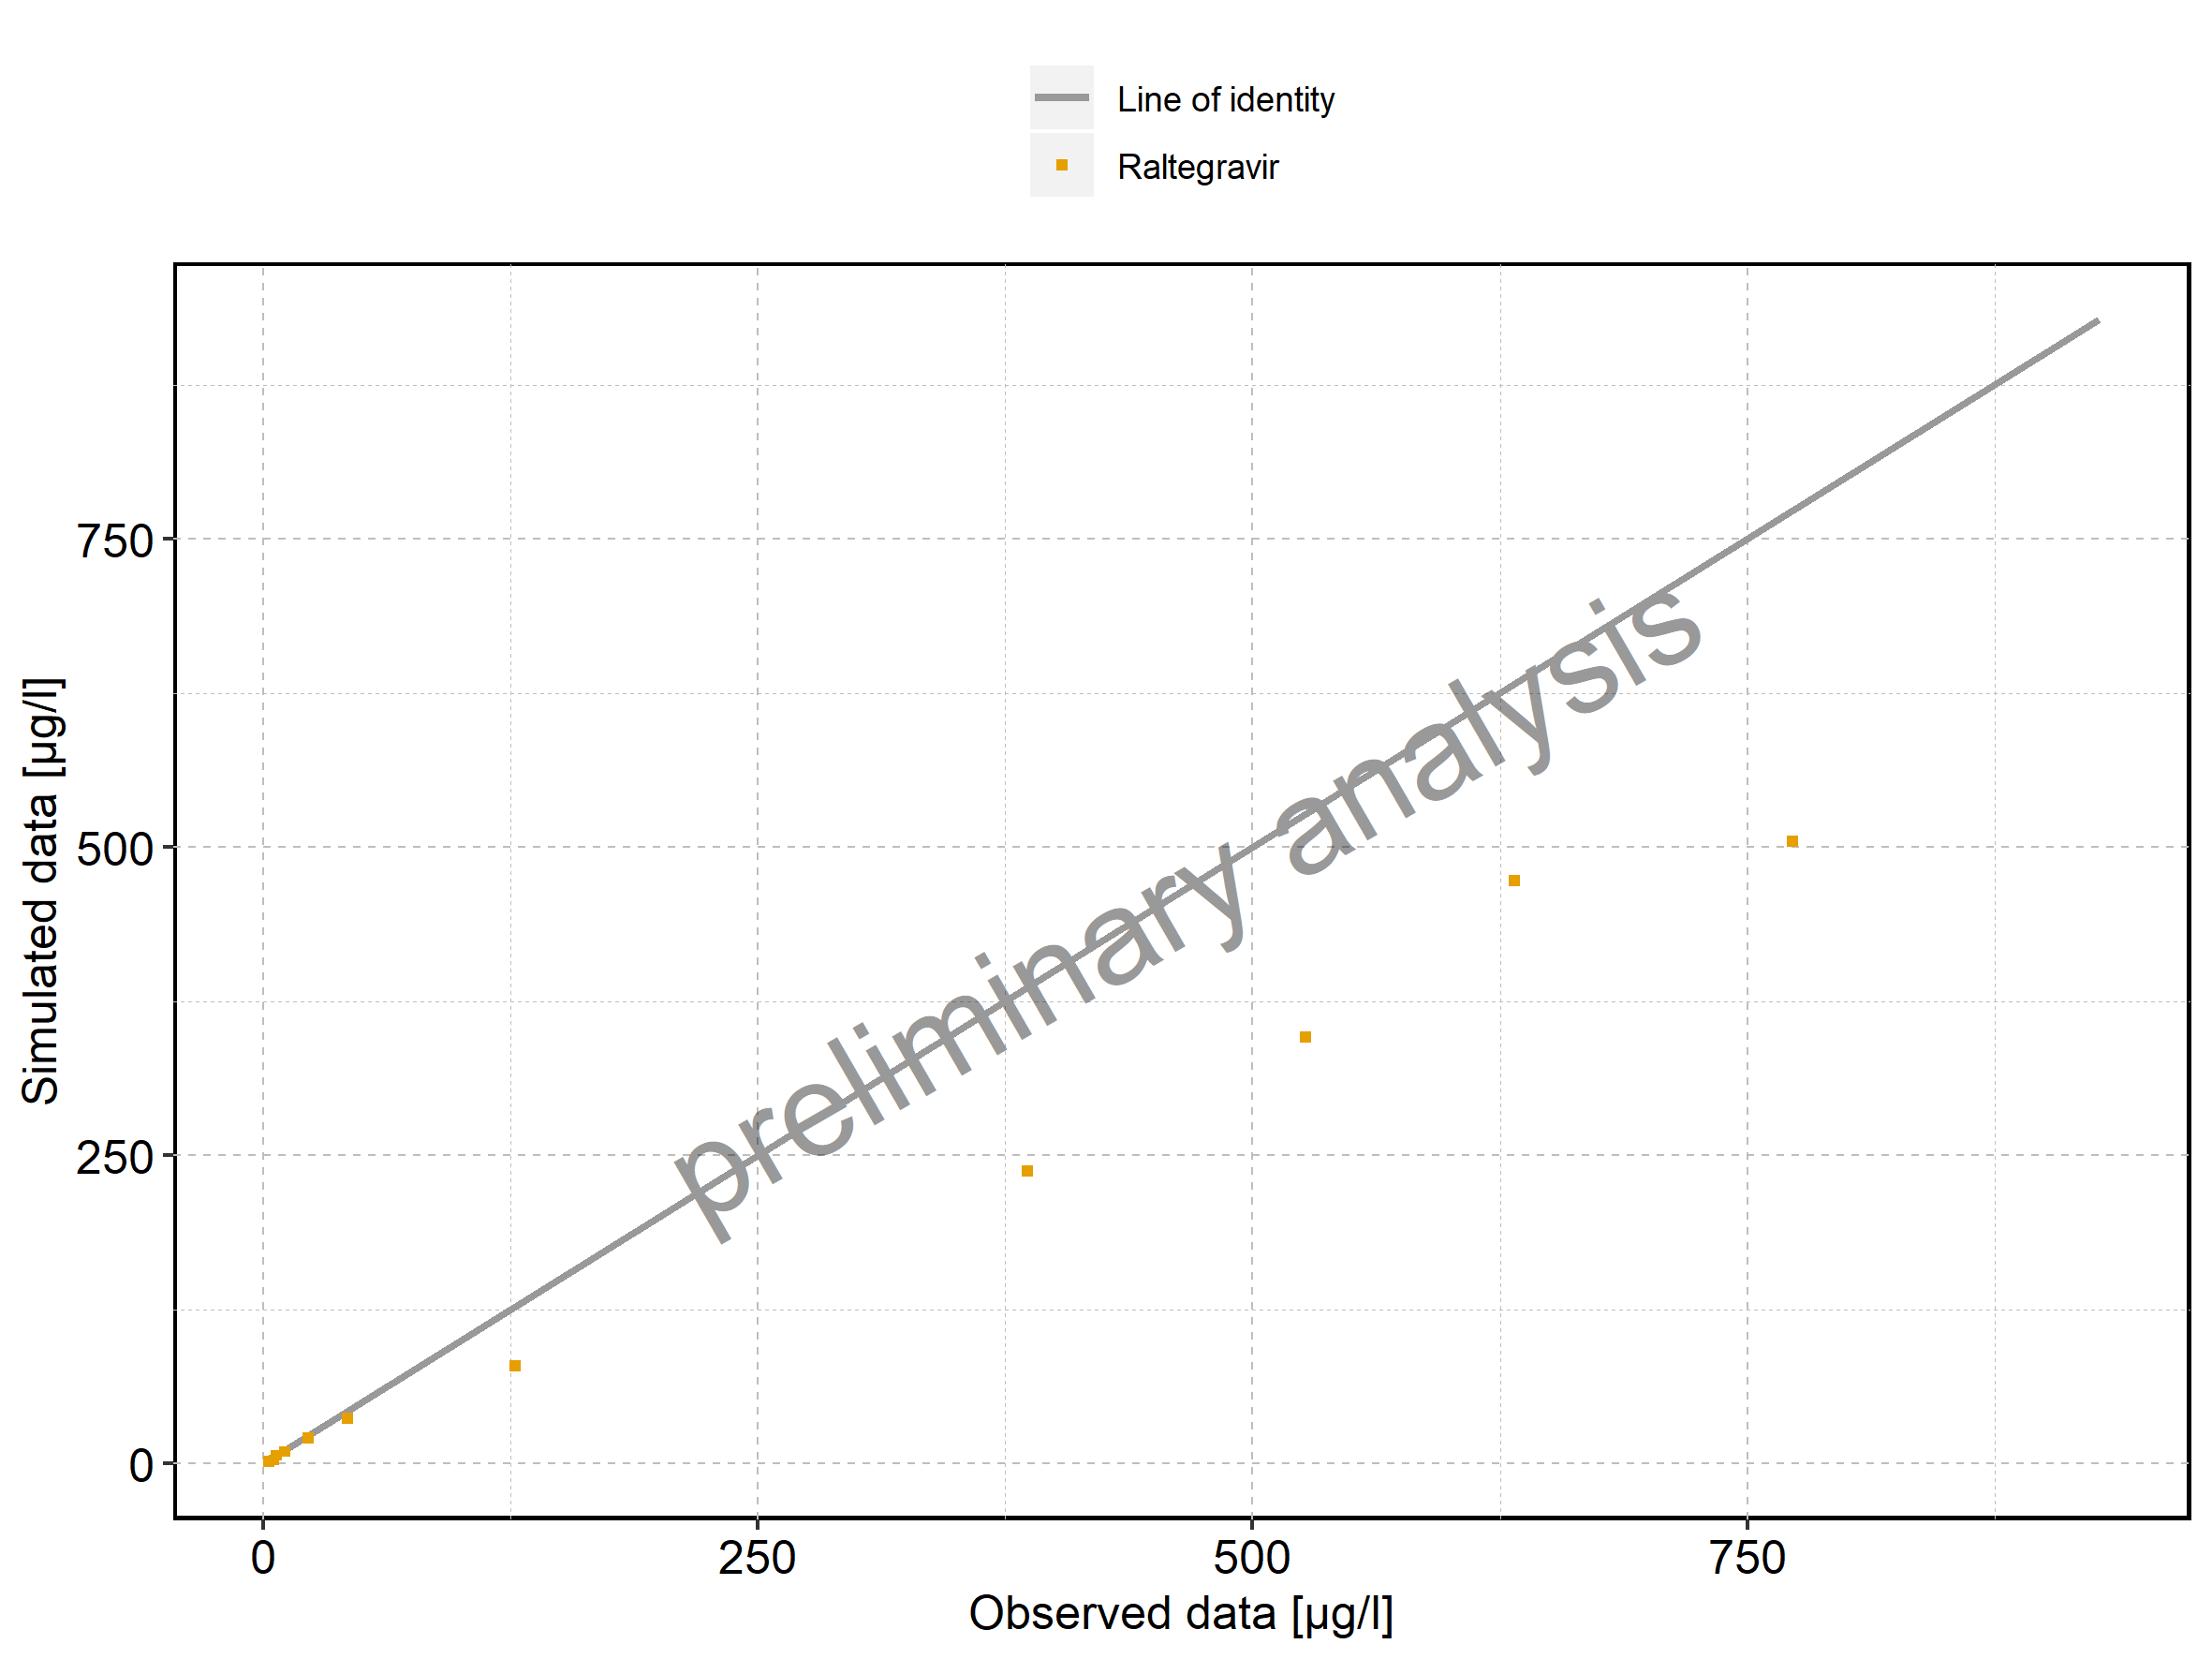 Line of identity
Raltegravir
750
500
250
0
Simulated data [µg/l]
preliminary analysis
0 250 500 750
Observed data [µg/l]